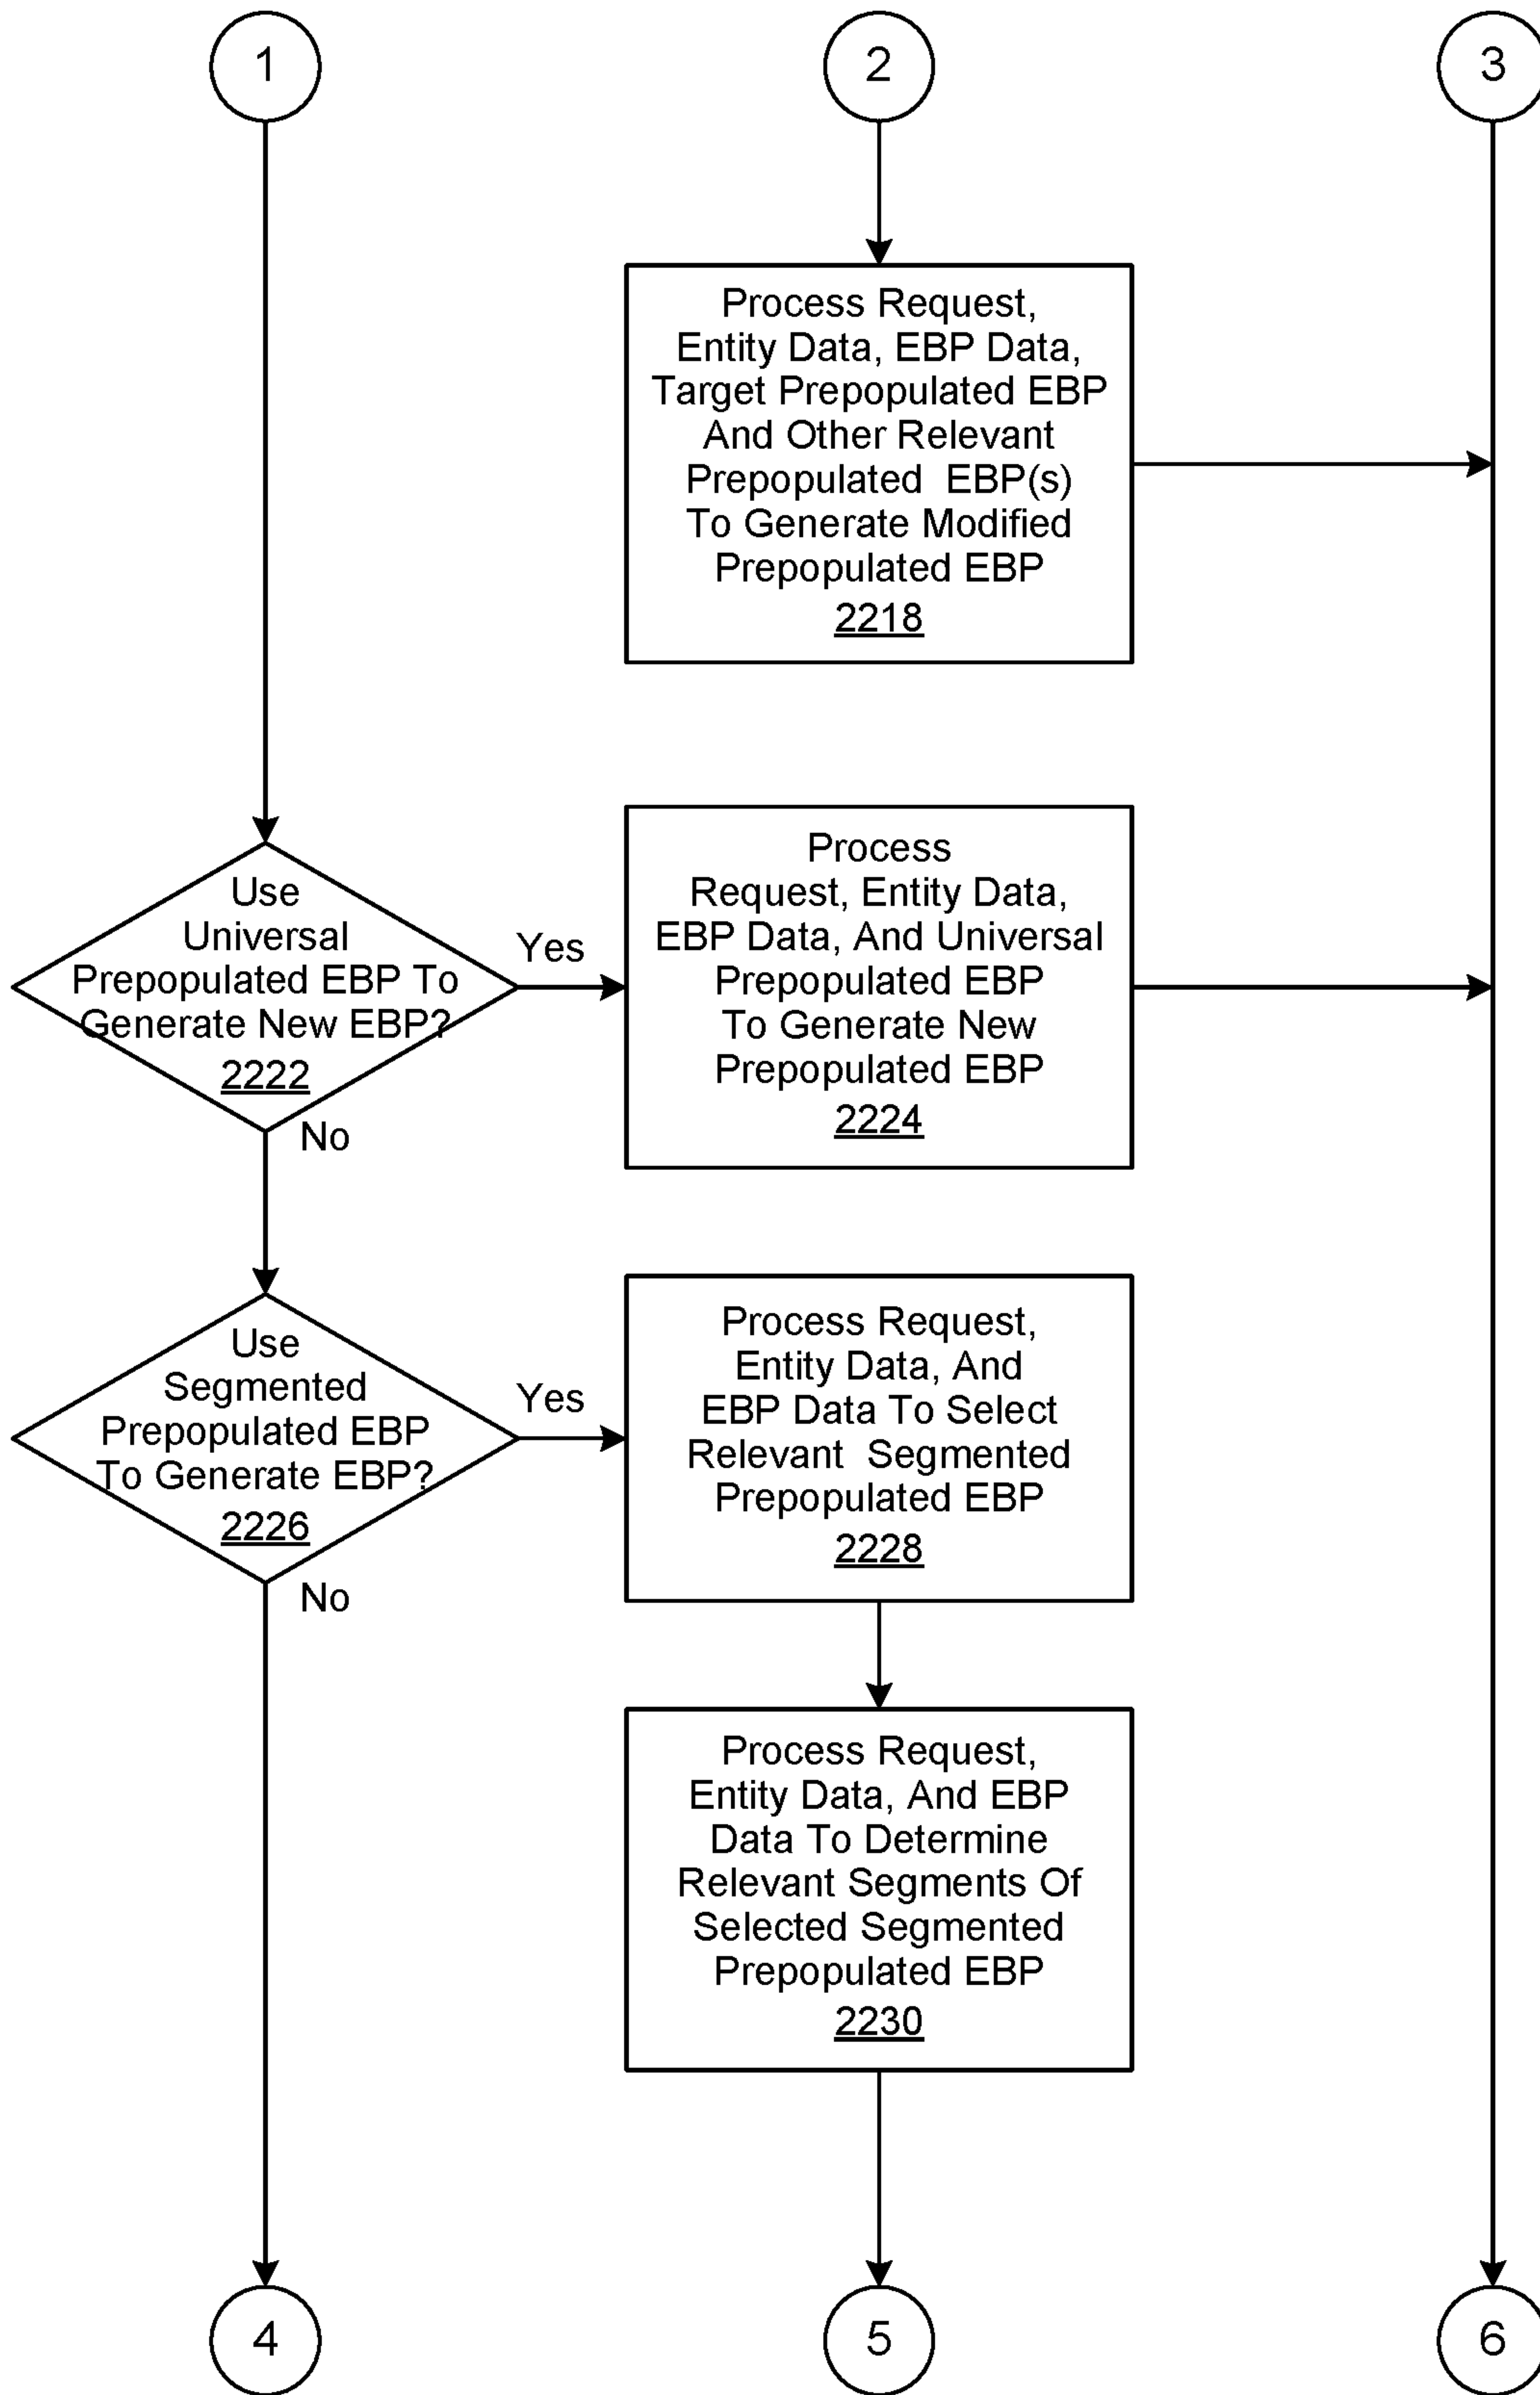 1
2
3
Process Request,
Entity Data, EBP Data,
Target Prepopulated EBP
And Other Relevant
Prepopulated EBP(s)
To Generate Modified
Prepopulated EBP
2218
Use
Universal
Prepopulated EBP To
Generate New EBP?
2222
Yes
No
Process
Request, Entity Data,
EBP Data, And Universal
Prepopulated EBP
To Generate New
Prepopulated EBP
2224
Use
Segmented
Prepopulated EBP
To Generate EBP?
2226
Yes
No
Process Request,
Entity Data, And
EBP Data To Select
Relevant Segmented
Prepopulated EBP
2228
Process Request,
Entity Data, And EBP
Data To Determine
Relevant Segments Of
Selected Segmented
Prepopulated EBP
2230
4
5
6